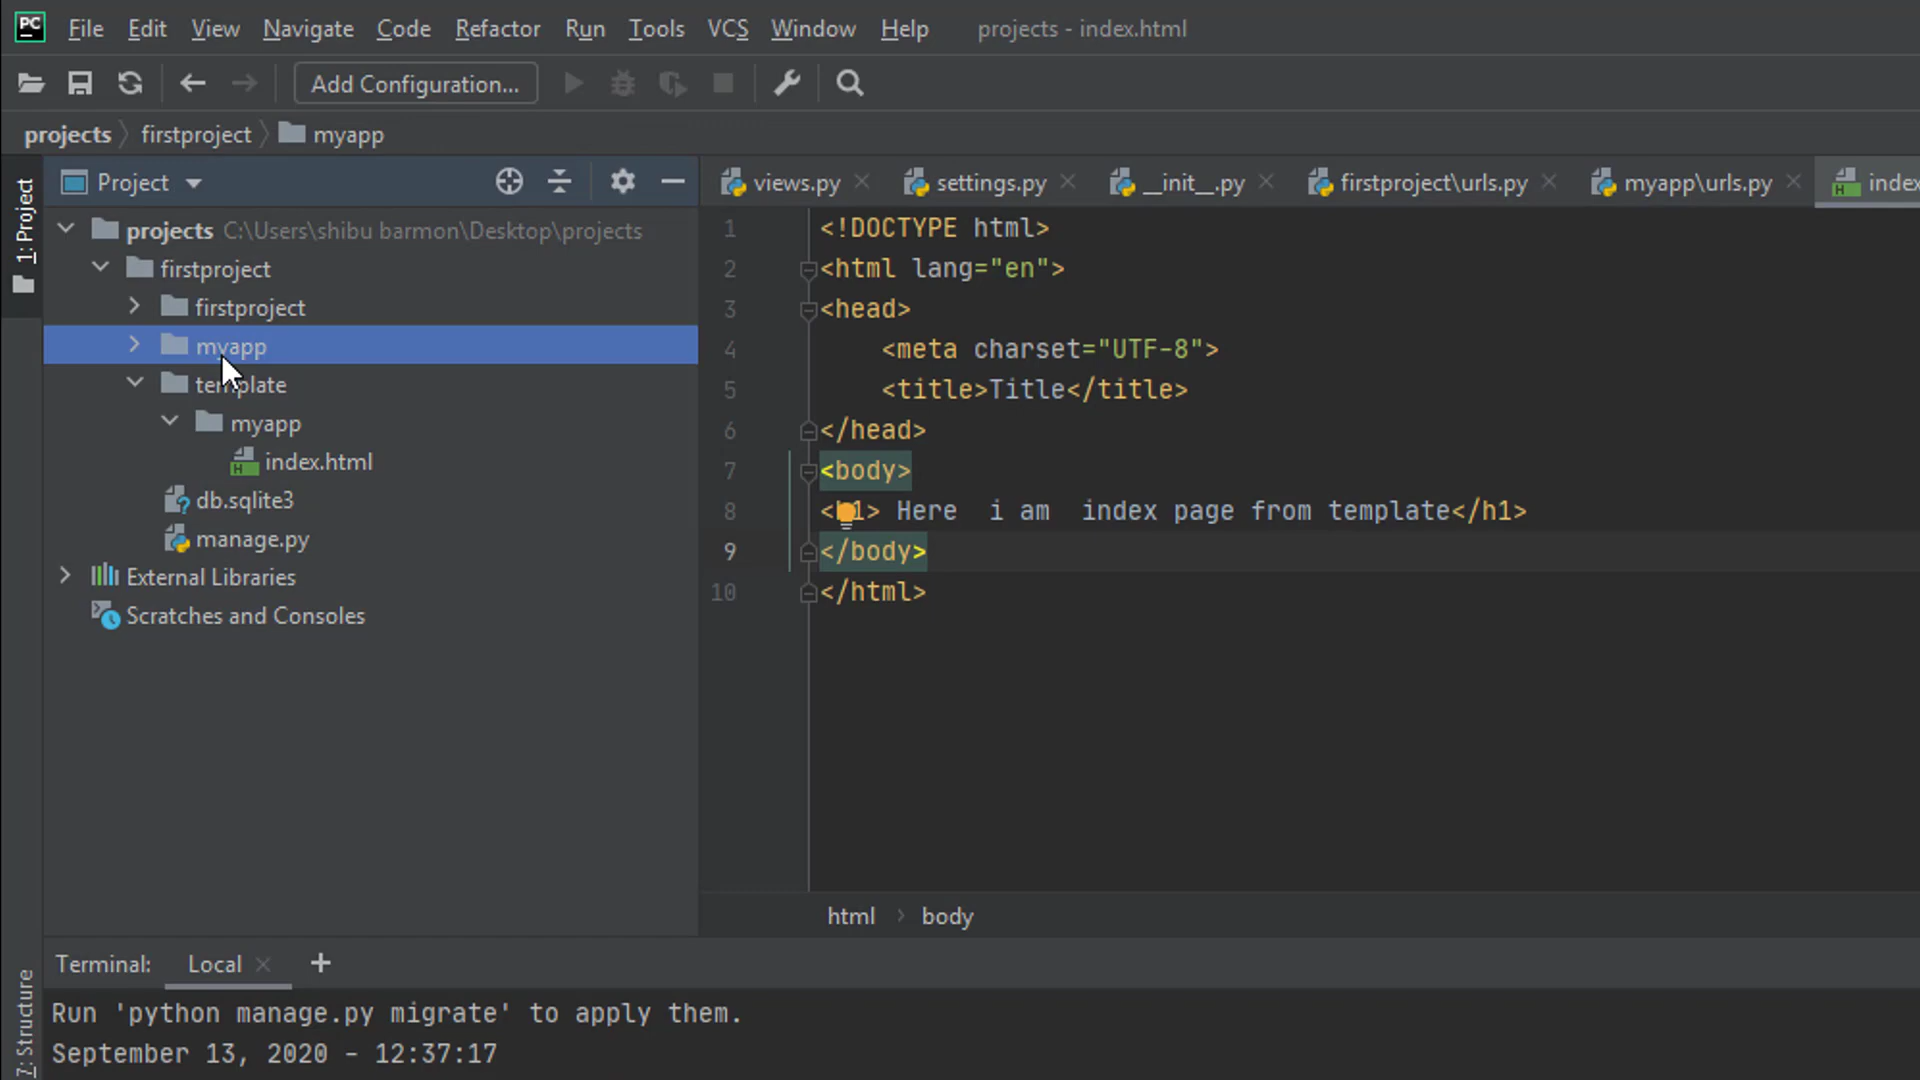 PC File Edit View Navigate Code Refactor Run Tools VCS Window Help projects - index.html
Add Configuration...
projects firstproject myapp
1: Project
Project
projects C:\Users\shibu barmon\Desktop\projects
firstproject
firstproject
myapp
template
myapp
index.html
db.sqlite3
manage.py
External Libraries
Scratches and Consoles
views.py settings.py __init__.py firstproject\urls.py myapp\urls.py index
1 <!DOCTYPE html>
2 <html lang="en">
3 <head>
4 <meta charset="UTF-8">
5 <title>Title</title>
6 </head>
7 <body>
8 <h1> Here  i am  index page from template</h1>
9 </body>
10 </html>
html body
7: Structure
Terminal: Local
Run 'python manage.py migrate' to apply them.
September 13, 2020 - 12:37:17